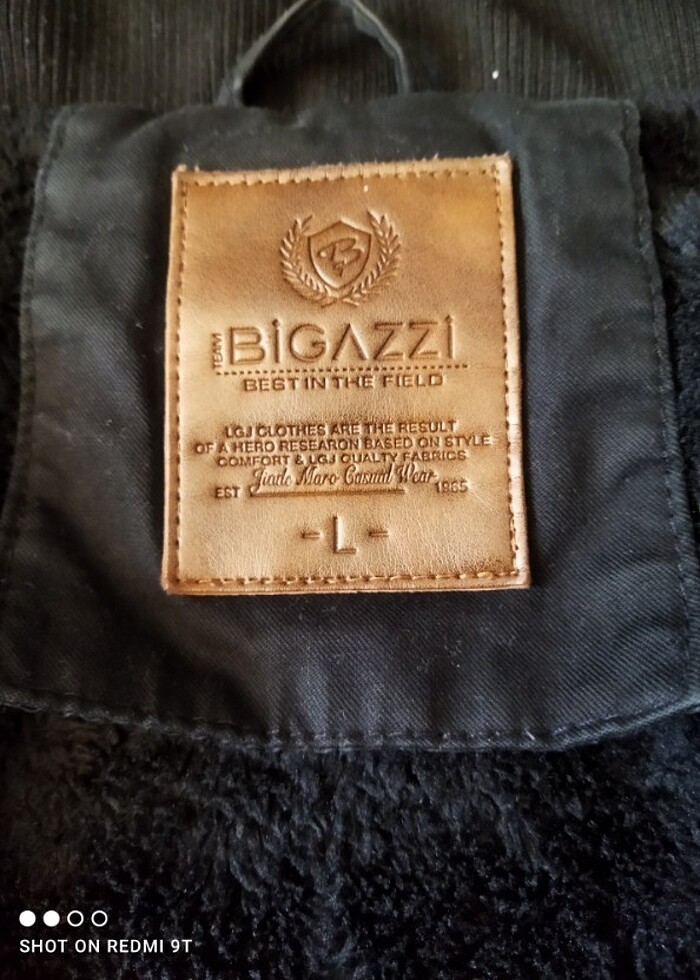 B
TEAM BiGAZZi
BEST IN THE FIELD
LGJ CLOTHES ARE THE RESULT
OF A HERO RESEARON BASED ON STYLE
COMFORT & LGJ QUALTY FABRICS
Jiade Maro Casual Wear
EST 1965
-L-
SHOT ON REDMI 9T